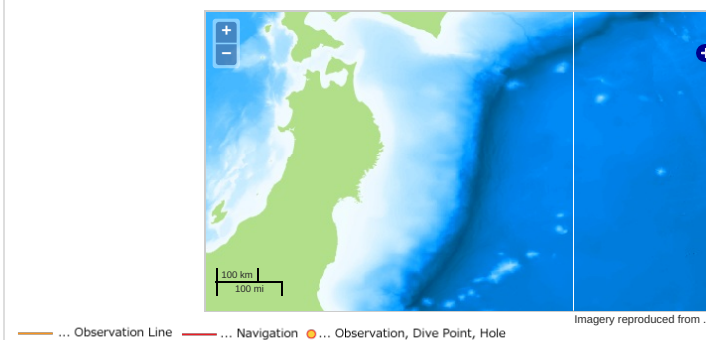 +
−
100 km
100 mi
Imagery reproduced from .
... Observation Line ... Navigation ... Observation, Dive Point, Hole